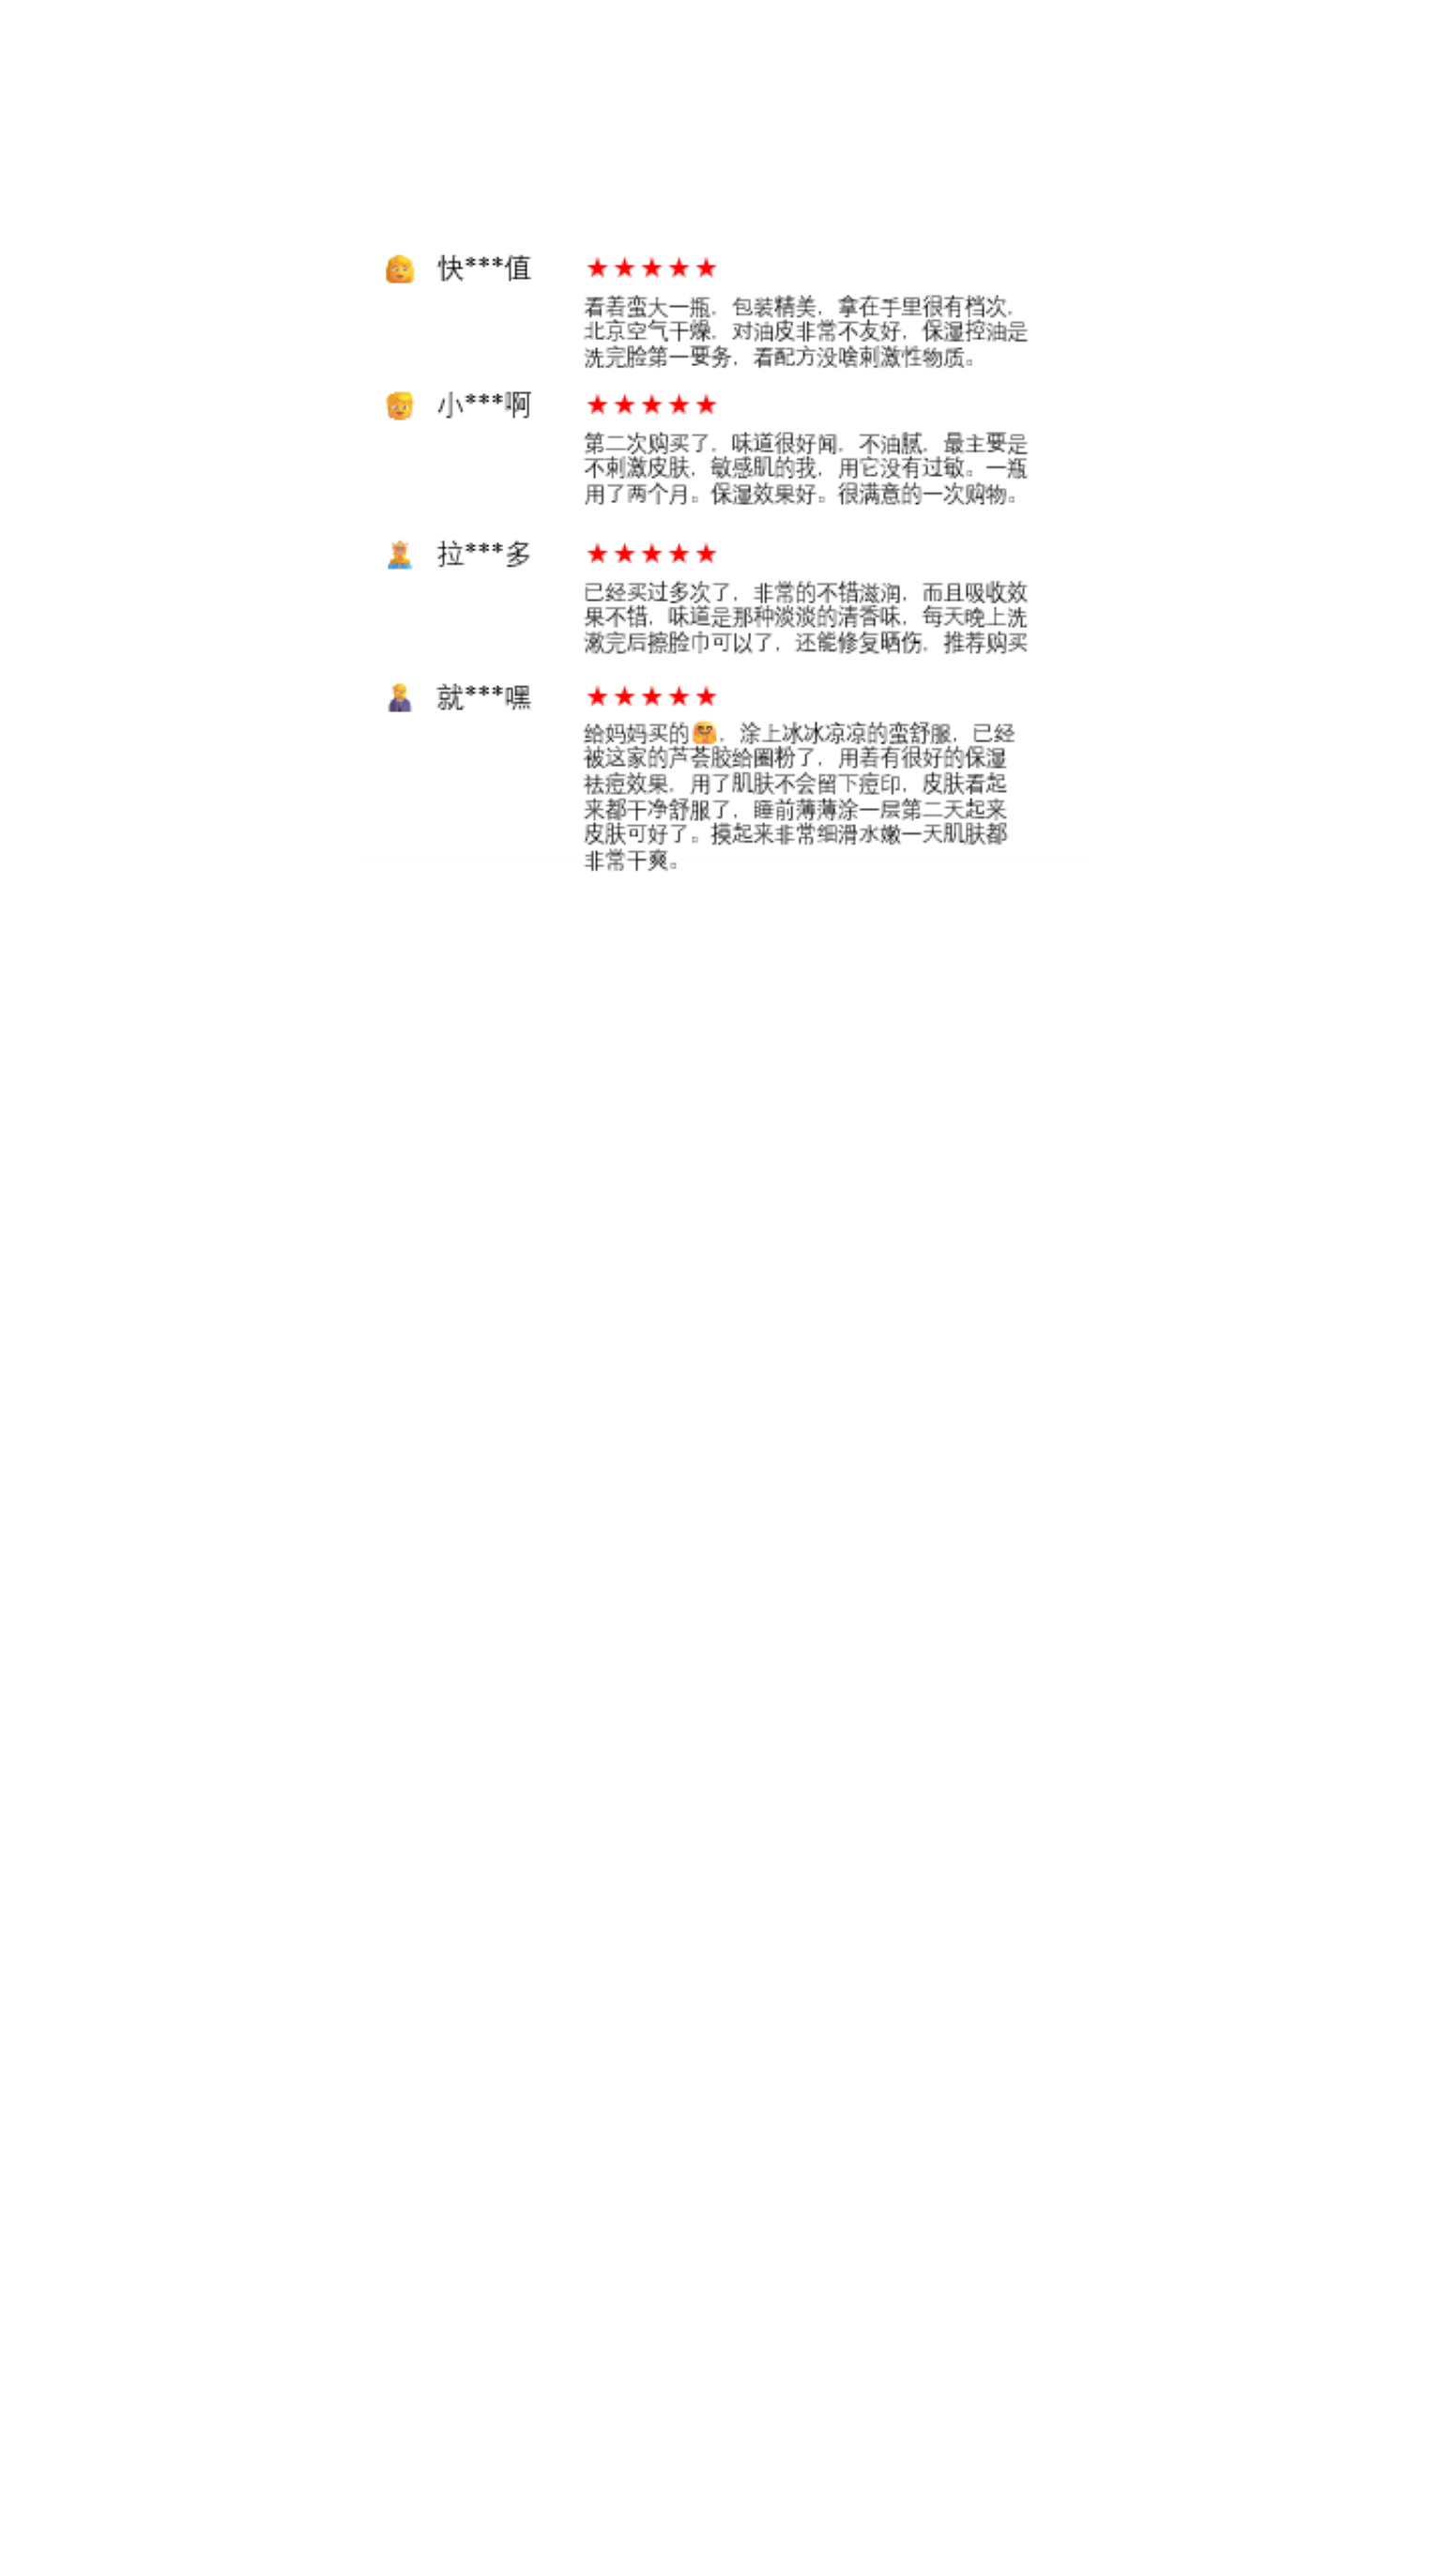 快***值 ★★★★★
看着蛮大一瓶，包装精美，拿在手里很有档次，
北京空气干燥，对油皮非常不友好，保湿控油是
洗完脸第一要务，看配方没啥刺激性物质。
小***啊 ★★★★★
第二次购买了，味道很好闻，不油腻，最主要是
不刺激皮肤，敏感肌的我，用它没有过敏。一瓶
用了两个月。保湿效果好。很满意的一次购物。
拉***多 ★★★★★
已经买过多次了，非常的不错滋润，而且吸收效
果不错，味道是那种淡淡的清香味，每天晚上洗
漱完后擦脸巾可以了，还能修复晒伤，推荐购买
就***嘿 ★★★★★
给妈妈买的🤗，涂上冰冰凉凉的蛮舒服，已经
被这家的芦荟胶给圈粉了，用着有很好的保湿
祛痘效果，用了肌肤不会留下痘印，皮肤看起
来都干净舒服了，睡前薄薄涂一层第二天起来
皮肤可好了。摸起来非常细滑水嫩一天肌肤都
非常干爽。